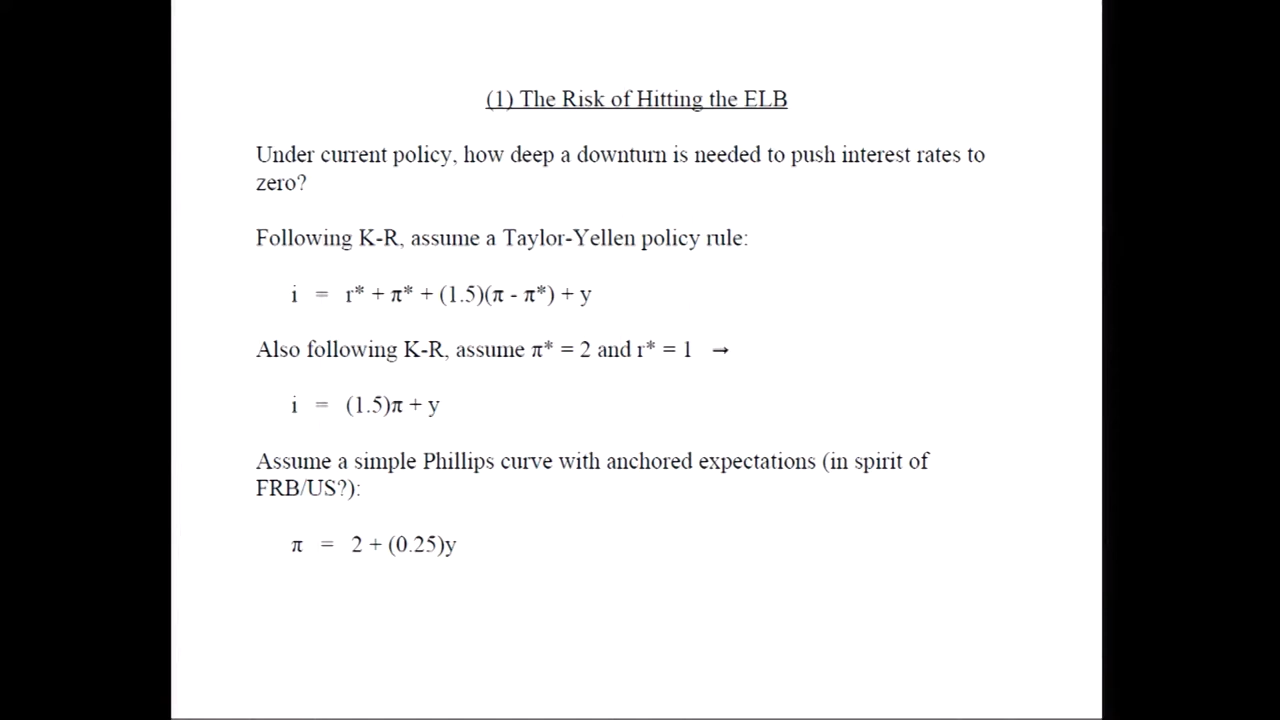 (1) The Risk of Hitting the ELB
Under current policy, how deep a downturn is needed to push interest rates to
zero?
Following K-R, assume a Taylor-Yellen policy rule:
i = r* + π* + (1.5)(π - π*) + y
Also following K-R, assume π* = 2 and r* = 1 →
i = (1.5)π + y
Assume a simple Phillips curve with anchored expectations (in spirit of
FRB/US?):
π = 2 + (0.25)y